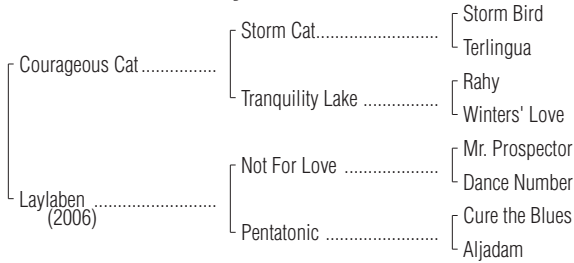 Storm Bird
Storm Cat..........................
Terlingua
Courageous Cat................
Rahy
Tranquility Lake ................
Winters' Love
Mr. Prospector
Not For Love ....................
Dance Number
Laylaben ..........................
(2006)
Cure the Blues
Pentatonic ........................
Aljadam